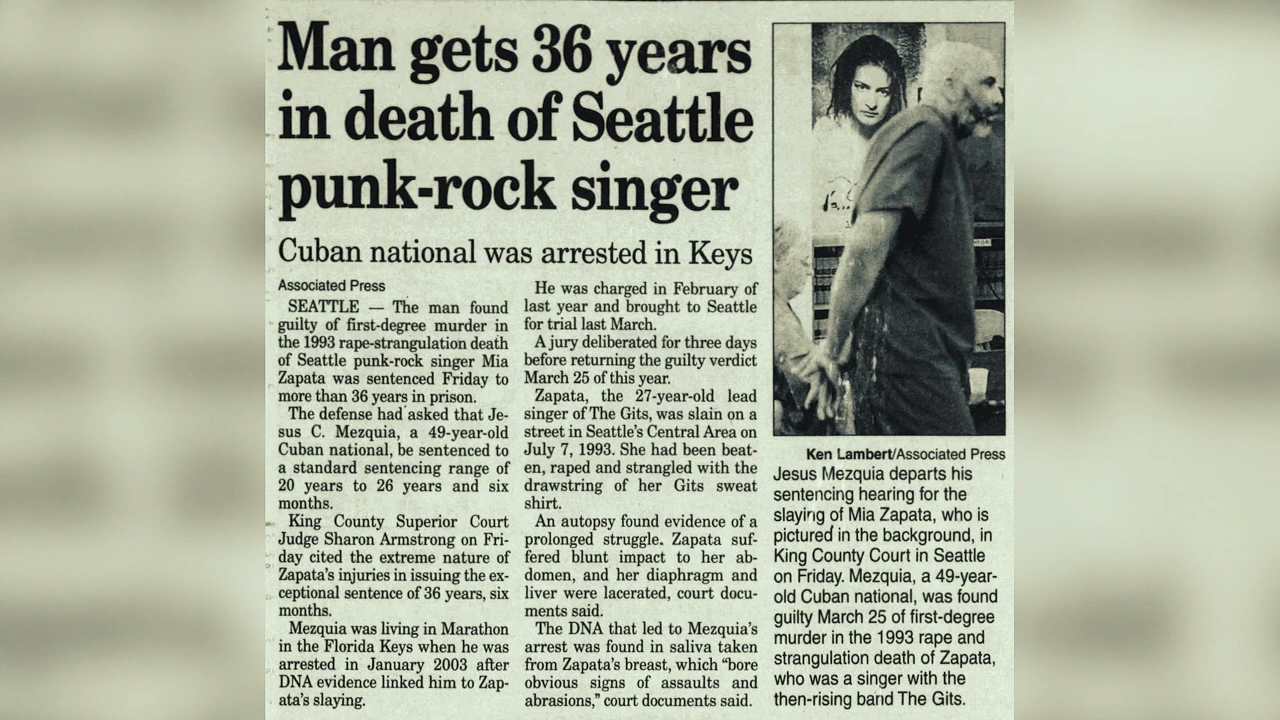 Man gets 36 years
in death of Seattle
punk-rock singer
Cuban national was arrested in Keys
Associated Press
SEATTLE — The man found
guilty of first-degree murder in
the 1993 rape-strangulation death
of Seattle punk-rock singer Mia
Zapata was sentenced Friday to
more than 36 years in prison.
The defense had asked that Je-
sus C. Mezquia, a 49-year-old
Cuban national, be sentenced to
a standard sentencing range of
20 years to 26 years and six
months.
King County Superior Court
Judge Sharon Armstrong on Fri-
day cited the extreme nature of
Zapata's injuries in issuing the ex-
ceptional sentence of 36 years, six
months.
Mezquia was living in Marathon
in the Florida Keys when he was
arrested in January 2003 after
DNA evidence linked him to Zap-
ata's slaying.
He was charged in February of
last year and brought to Seattle
for trial last March.
A jury deliberated for three days
before returning the guilty verdict
March 25 of this year.
Zapata, the 27-year-old lead
singer of The Gits, was slain on a
street in Seattle's Central Area on
July 7, 1993. She had been beat-
en, raped and strangled with the
drawstring of her Gits sweat
shirt.
An autopsy found evidence of a
prolonged struggle. Zapata suf-
fered blunt impact to her ab-
domen, and her diaphragm and
liver were lacerated, court docu-
ments said.
The DNA that led to Mezquia's
arrest was found in saliva taken
from Zapata's breast, which "bore
obvious signs of assaults and
abrasions," court documents said.
Ken Lambert/Associated Press
Jesus Mezquia departs his
sentencing hearing for the
slaying of Mia Zapata, who is
pictured in the background, in
King County Court in Seattle
on Friday. Mezquia, a 49-year-
old Cuban national, was found
guilty March 25 of first-degree
murder in the 1993 rape and
strangulation death of Zapata,
who was a singer with the
then-rising band The Gits.